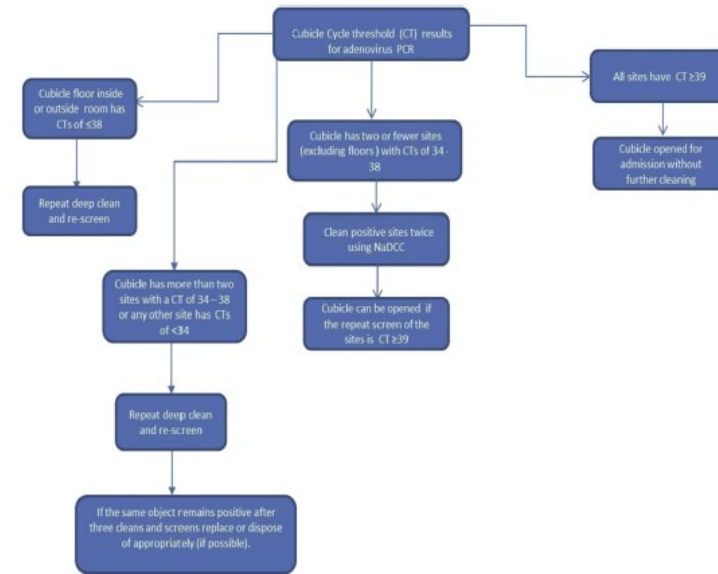 Cubicle Cycle threshold (CT) results
for adenovirus PCR
Cubicle floor inside
or outside room has
CTs of ≤38
Repeat deep clean
and re-screen
Cubicle has more than two
sites with a CT of 34 – 38
or any other site has CTs
of <34
Repeat deep clean
and re-screen
If the same object remains positive after
three cleans and screens replace or dispose
of appropriately (if possible).
Cubicle has two or fewer sites
(excluding floors) with CTs of 34 -
38
Clean positive sites twice
using NaDCC
Cubicle can be opened if
the repeat screen of the
sites is CT ≥39
All sites have CT ≥39
Cubicle opened for
admission without
further cleaning